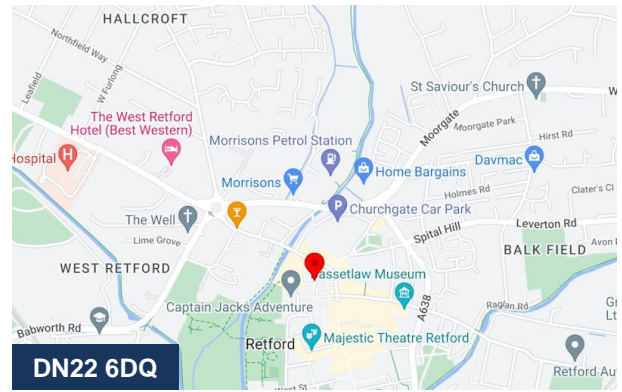 HALLCROFT
Northfield Way
Leafield
W Furlong
St Saviour's Church
W
Moorgate
Moorgate Park
The West Retford
Hotel (Best Western)
Hirst Rd
Morrisons Petrol Station
Hospital
Home Bargains
Davmac
Morrisons
Holmes Rd
Clater's Cl
Churchgate Car Park
The Well
Leverton Rd
Lime Grove
Spital Hill
Avon
BALK FIELD
WEST RETFORD
Bassetlaw Museum
Captain Jacks Adventure
A638
Raglan Rd
Babworth Rd
Majestic Theatre Retford
Retford
DN22 6DQ
West St
Retford Au